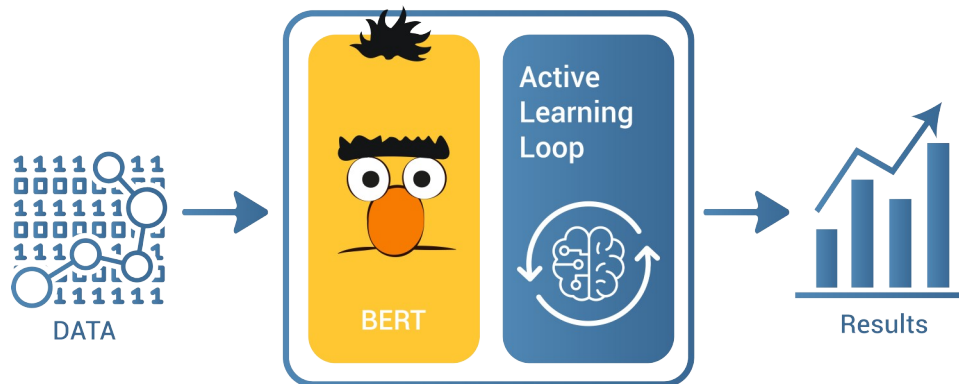 DATA
BERT
Active
Learning
Loop
Results